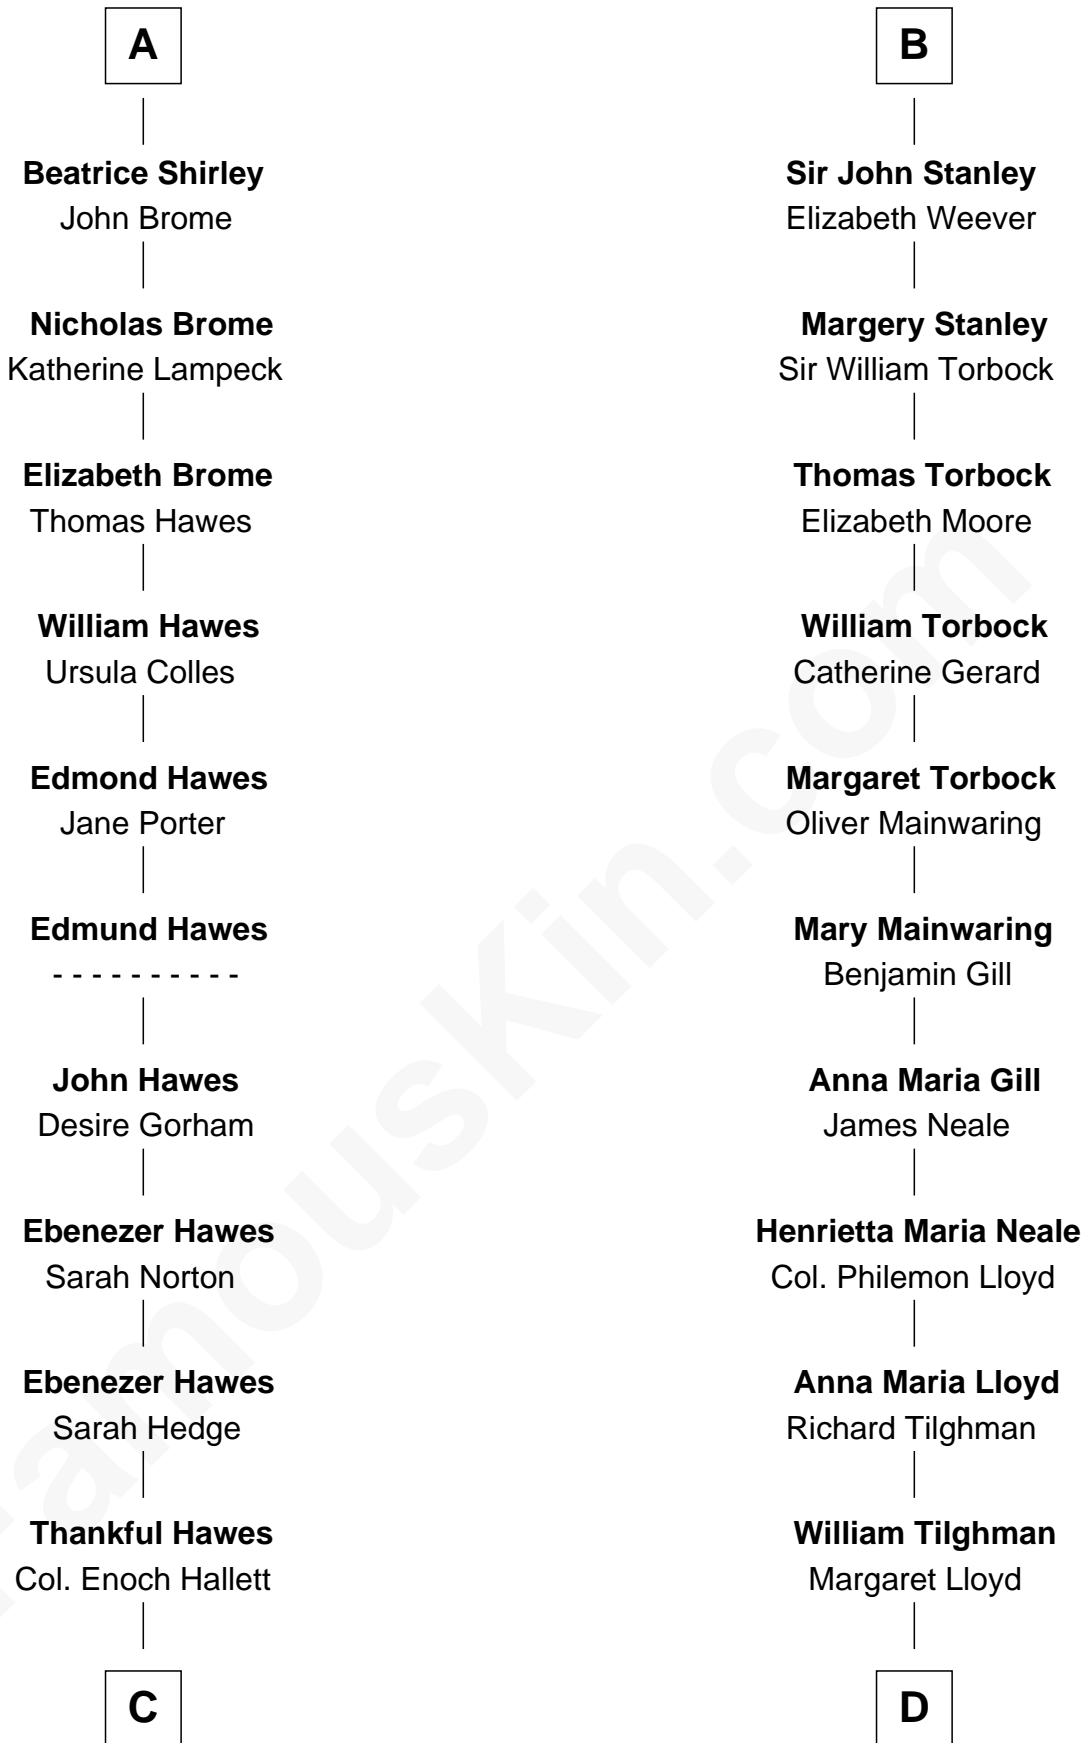 A
Beatrice Shirley
John Brome
Nicholas Brome
Katherine Lampeck
Elizabeth Brome
Thomas Hawes
William Hawes
Ursula Colles
Edmond Hawes
Jane Porter
Edmund Hawes
- - - - - - - - - -
John Hawes
Desire Gorham
Ebenezer Hawes
Sarah Norton
Ebenezer Hawes
Sarah Hedge
Thankful Hawes
Col. Enoch Hallett
C
B
Sir John Stanley
Elizabeth Weever
Margery Stanley
Sir William Torbock
Thomas Torbock
Elizabeth Moore
William Torbock
Catherine Gerard
Margaret Torbock
Oliver Mainwaring
Mary Mainwaring
Benjamin Gill
Anna Maria Gill
James Neale
Henrietta Maria Neale
Col. Philemon Lloyd
Anna Maria Lloyd
Richard Tilghman
William Tilghman
Margaret Lloyd
D
FamousKin.com